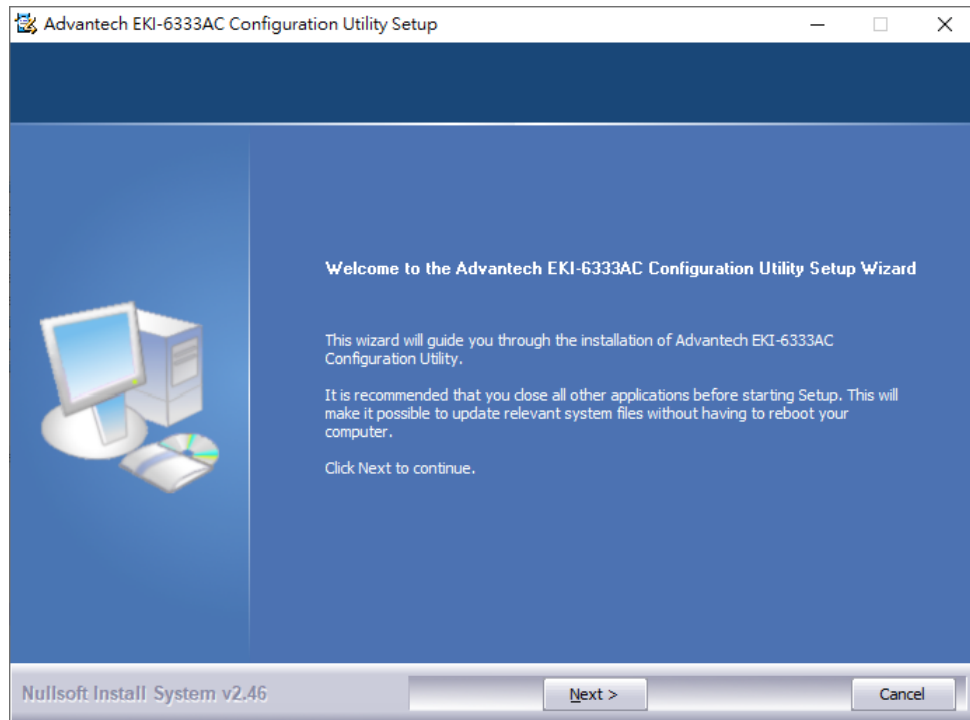 Advantech EKI-6333AC Configuration Utility Setup
Welcome to the Advantech EKI-6333AC Configuration Utility Setup Wizard
This wizard will guide you through the installation of Advantech EKI-6333AC
Configuration Utility.
It is recommended that you close all other applications before starting Setup. This will
make it possible to update relevant system files without having to reboot your
computer.
Click Next to continue.
Nullsoft Install System v2.46
Next >
Cancel